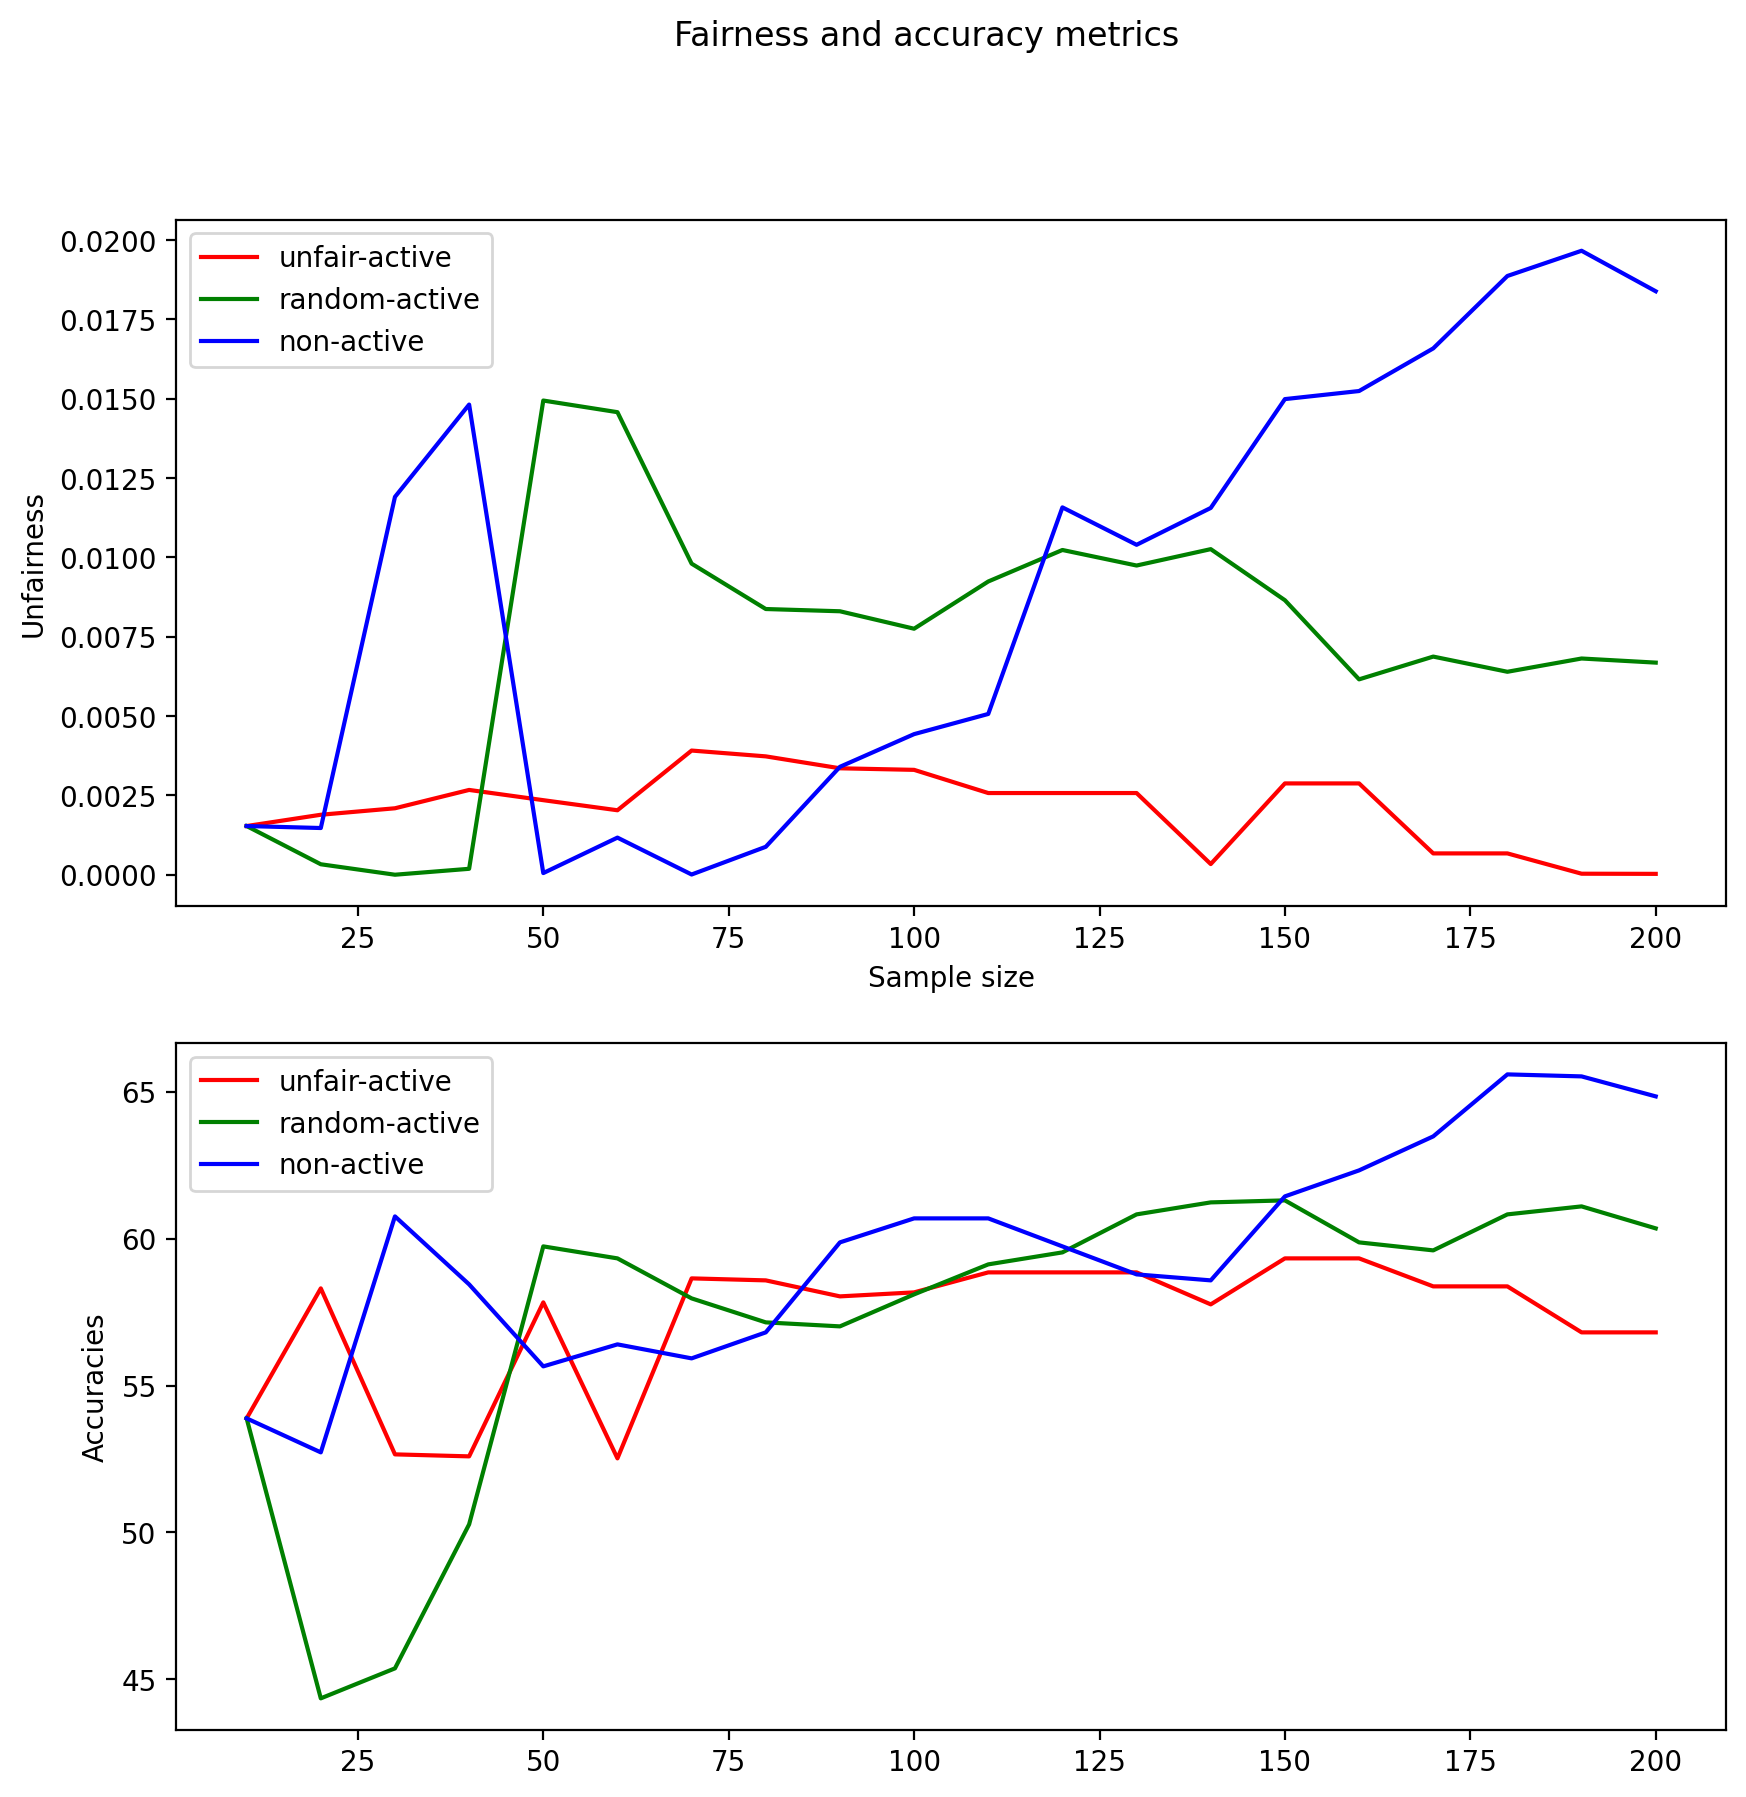 Fairness and accuracy metrics
0.0200
0.0175
0.0150
0.0125
0.0100
0.0075
0.0050
0.0025
0.0000
Unfairness
unfair-active
random-active
non-active
25 50 75 100 125 150 175 200
Sample size
65
60
55
50
45
Accuracies
unfair-active
random-active
non-active
25 50 75 100 125 150 175 200